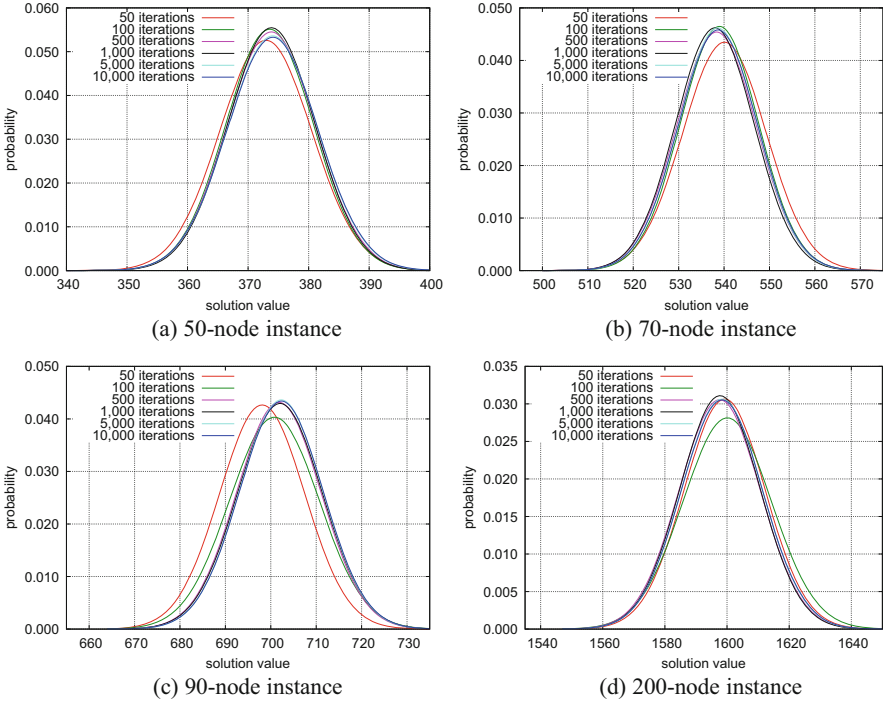 0.060
0.050
0.040
0.030
0.020
0.010
0.000
probability
50 iterations
100 iterations
500 iterations
1,000 iterations
5,000 iterations
10,000 iterations
340 350 360 370 380 390 400
solution value
(a) 50-node instance
0.050
0.040
0.030
0.020
0.010
0.000
probability
50 iterations
100 iterations
500 iterations
1,000 iterations
5,000 iterations
10,000 iterations
500 510 520 530 540 550 560 570
solution value
(b) 70-node instance
0.050
0.040
0.030
0.020
0.010
0.000
probability
50 iterations
100 iterations
500 iterations
1,000 iterations
5,000 iterations
10,000 iterations
660 670 680 690 700 710 720 730
solution value
(c) 90-node instance
0.035
0.030
0.025
0.020
0.015
0.010
0.005
0.000
probability
50 iterations
100 iterations
500 iterations
1,000 iterations
5,000 iterations
10,000 iterations
1540 1560 1580 1600 1620 1640
solution value
(d) 200-node instance